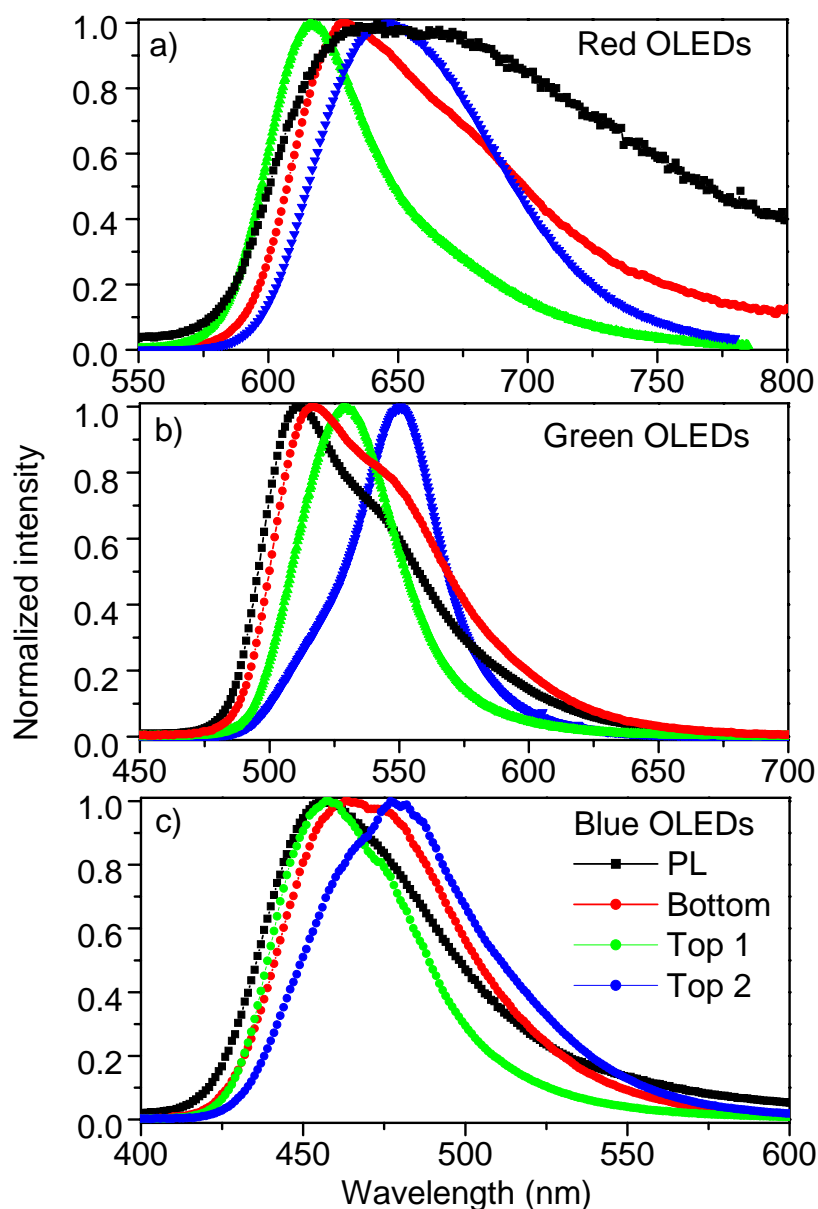 Normalized intensity
a)
Red OLEDs
1.0
0.8
0.6
0.4
0.2
0.0
550 600 650 700 750 800
b)
Green OLEDs
1.0
0.8
0.6
0.4
0.2
0.0
450 500 550 600 650 700
c)
Blue OLEDs
PL
Bottom
Top 1
Top 2
1.0
0.8
0.6
0.4
0.2
0.0
400 450 500 550 600
Wavelength (nm)